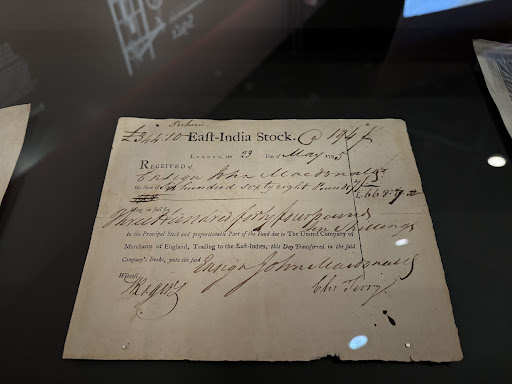 £344.10 East-India Stock. @ 194
London, the 23 Day of May 1795
RECEIVED of
Ensign John Macdonald
the Sum of Six hundred Sixty eight Pounds
£668.7
being in full for
Three Hundred forty four pounds
ten Shillings
In the Principal Stock and proportionable Part of the Fund due to The United Company of
Merchants of England, Trading to the East-Indies, this Day Transferred in the said
Company's Books, unto the said Ensign John Macdonald
Witness